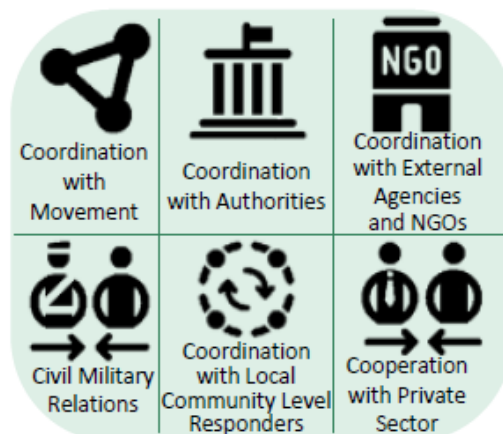 Coordination
with
Movement
Coordination
with Authorities
NGO
Coordination
with External
Agencies
and NGOs
Civil Military
Relations
Coordination
with Local
Community Level
Responders
Cooperation
with Private
Sector